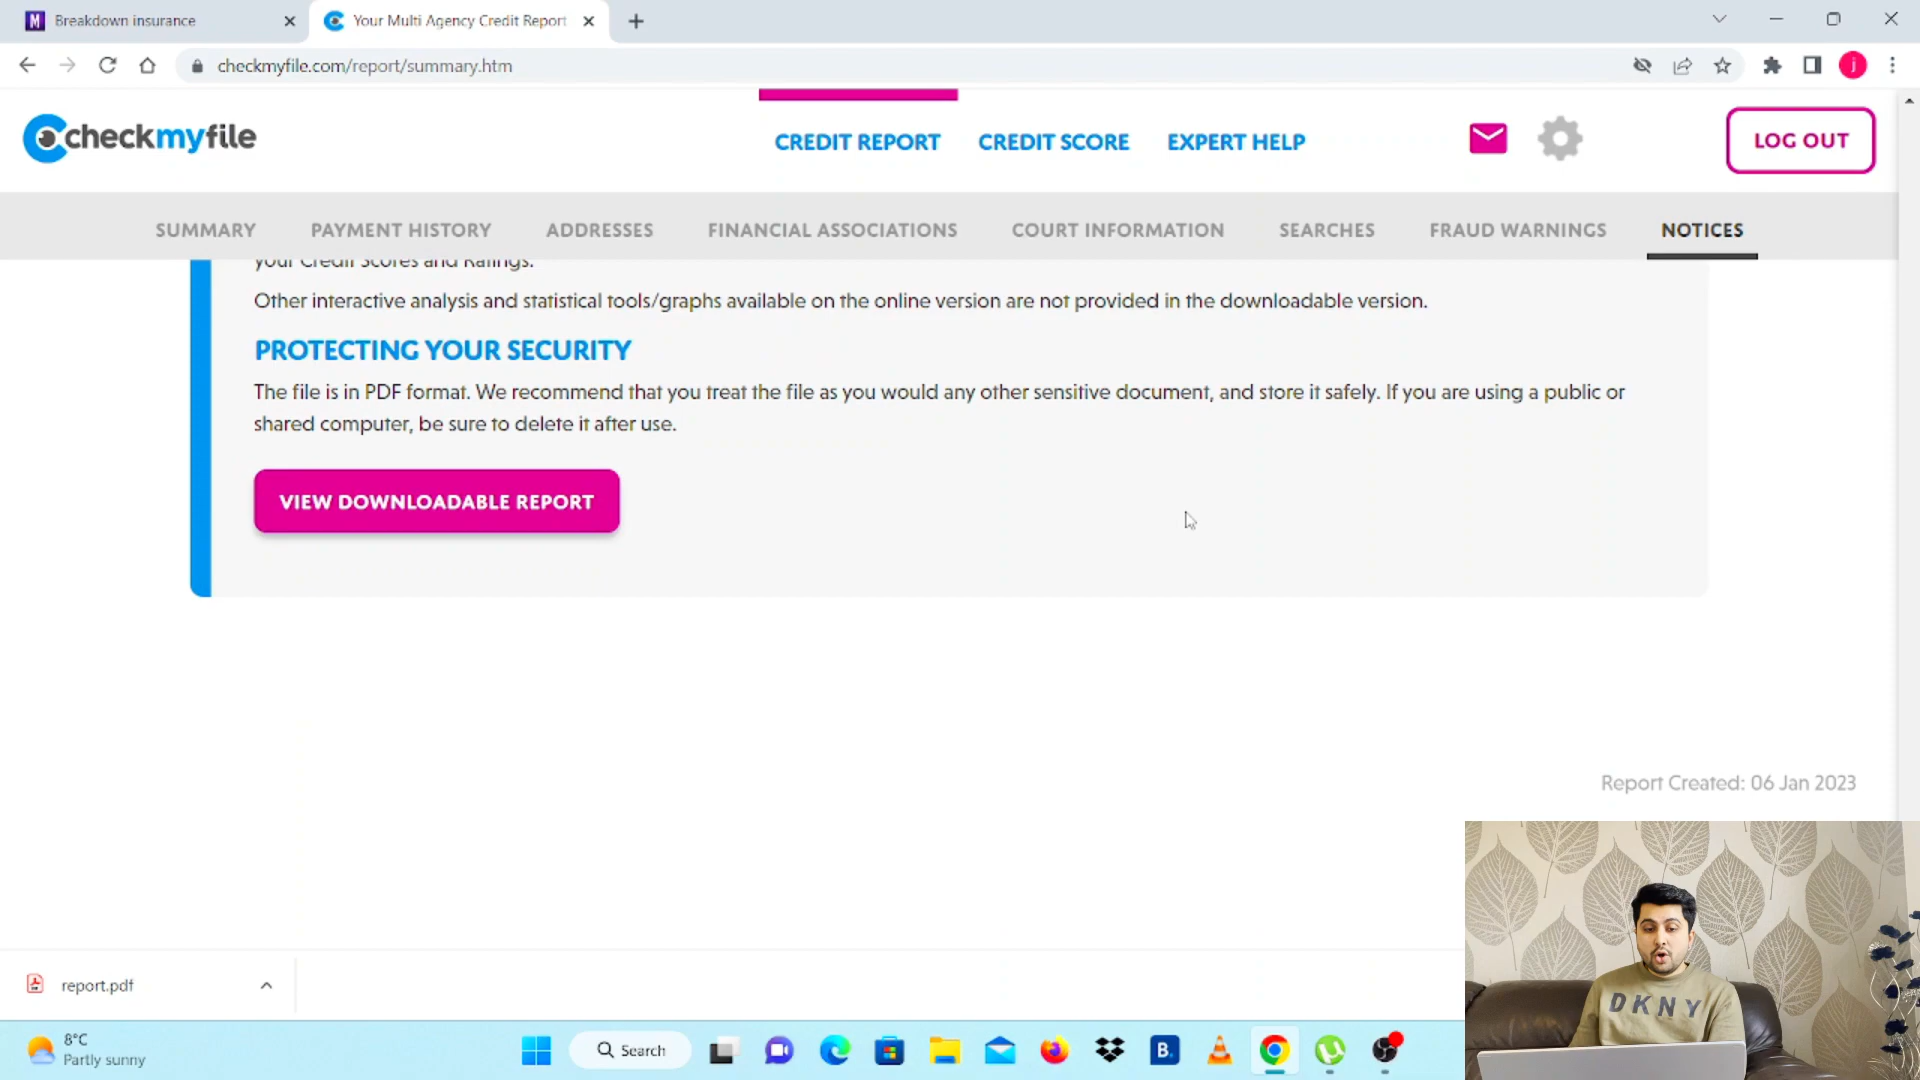 Breakdown insurance
Your Multi Agency Credit Report
checkmyfile.com/report/summary.htm
j
checkmyfile
CREDIT REPORT
CREDIT SCORE
EXPERT HELP
LOG OUT
SUMMARY
PAYMENT HISTORY
ADDRESSES
FINANCIAL ASSOCIATIONS
COURT INFORMATION
SEARCHES
FRAUD WARNINGS
NOTICES
your Credit Scores and Ratings.
Other interactive analysis and statistical tools/graphs available on the online version are not provided in the downloadable version.
PROTECTING YOUR SECURITY
The file is in PDF format. We recommend that you treat the file as you would any other sensitive document, and store it safely. If you are using a public or
shared computer, be sure to delete it after use.
VIEW DOWNLOADABLE REPORT
Report Created: 06 Jan 2023
report.pdf
DKNY
8°C
Partly sunny
Search
B.